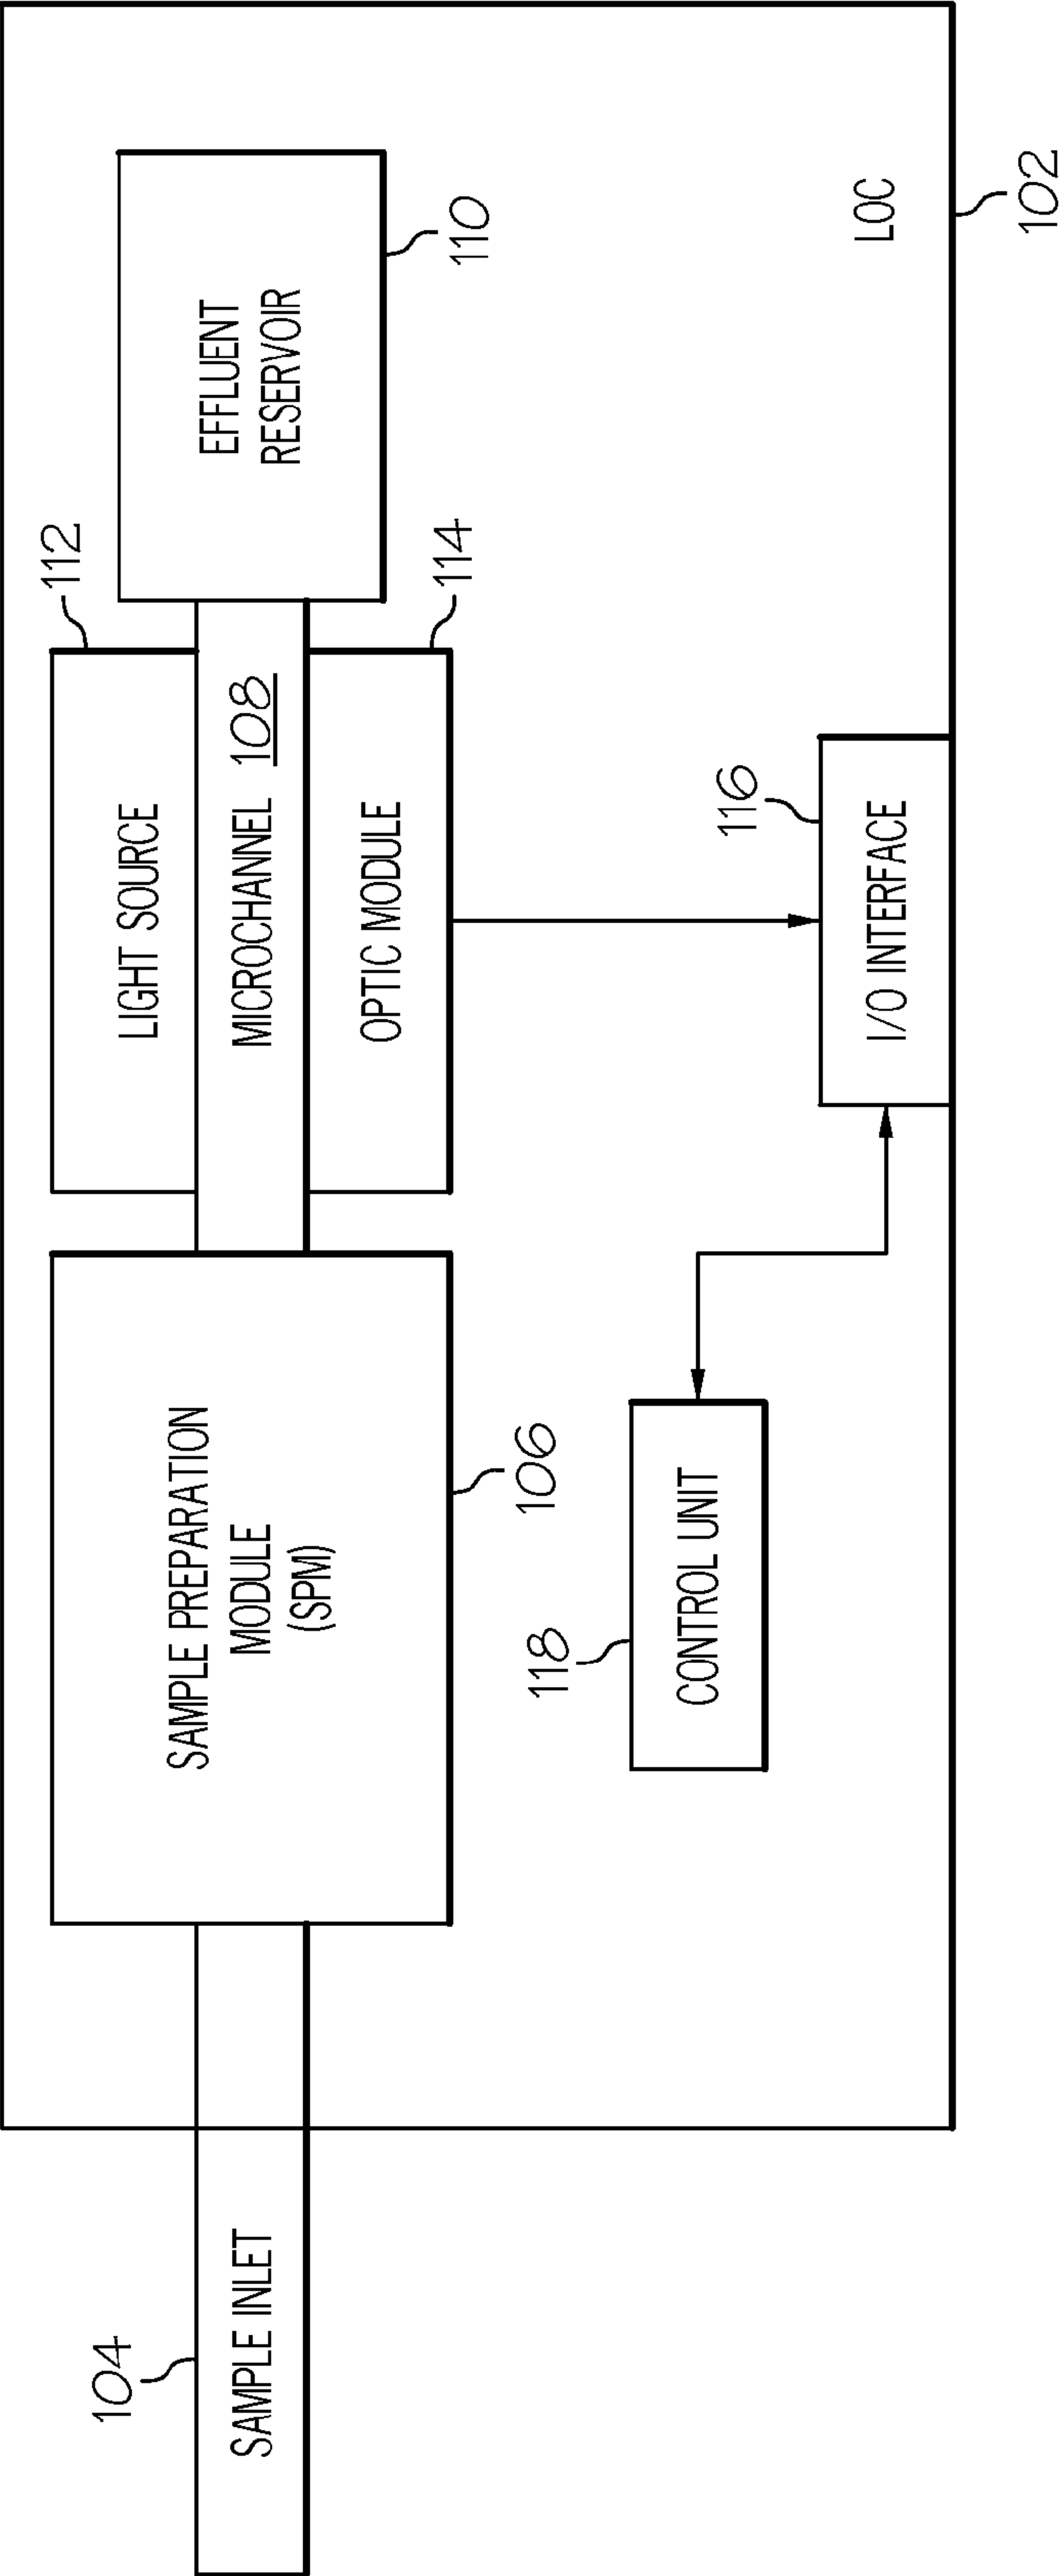 104
SAMPLE INLET
SAMPLE PREPARATION
MODULE
(SPM)
106
112
LIGHT SOURCE
MICROCHANNEL 108
OPTIC MODULE
114
EFFLUENT
RESERVOIR
110
118
CONTROL UNIT
116
I/O INTERFACE
LOC
102